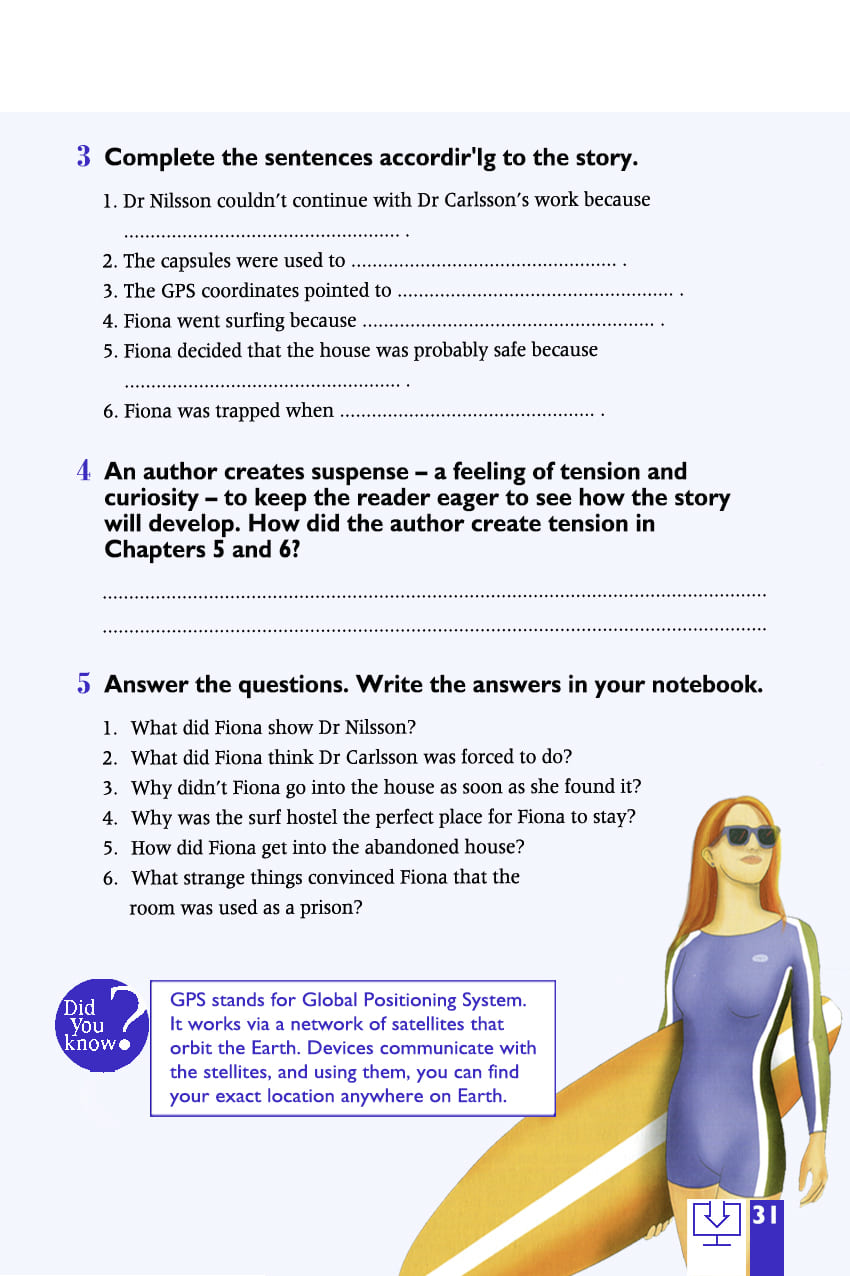 3 Complete the sentences accordir'lg to the story.
1. Dr Nilsson couldn't continue with Dr Carlsson's work because
.................................................... .
2. The capsules were used to .................................................. .
3. The GPS coordinates pointed to .................................................... .
4. Fiona went surfing because ....................................................... .
5. Fiona decided that the house was probably safe because
.................................................... .
6. Fiona was trapped when ................................................ .
4 An author creates suspense – a feeling of tension and
curiosity – to keep the reader eager to see how the story
will develop. How did the author create tension in
Chapters 5 and 6?
..............................................................................................................................
..............................................................................................................................
5 Answer the questions. Write the answers in your notebook.
1. What did Fiona show Dr Nilsson?
2. What did Fiona think Dr Carlsson was forced to do?
3. Why didn't Fiona go into the house as soon as she found it?
4. Why was the surf hostel the perfect place for Fiona to stay?
5. How did Fiona get into the abandoned house?
6. What strange things convinced Fiona that the
room was used as a prison?
Did
You
know?
GPS stands for Global Positioning System.
It works via a network of satellites that
orbit the Earth. Devices communicate with
the stellites, and using them, you can find
your exact location anywhere on Earth.
31